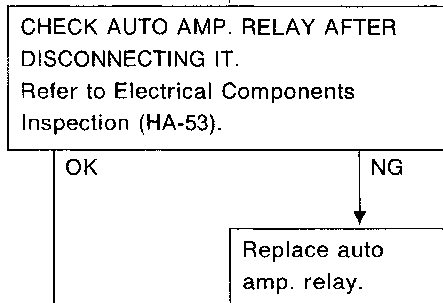 CHECK AUTO AMP. RELAY AFTER
DISCONNECTING IT.
Refer to Electrical Components
Inspection (HA-53).
OK
NG
Replace auto
amp. relay.